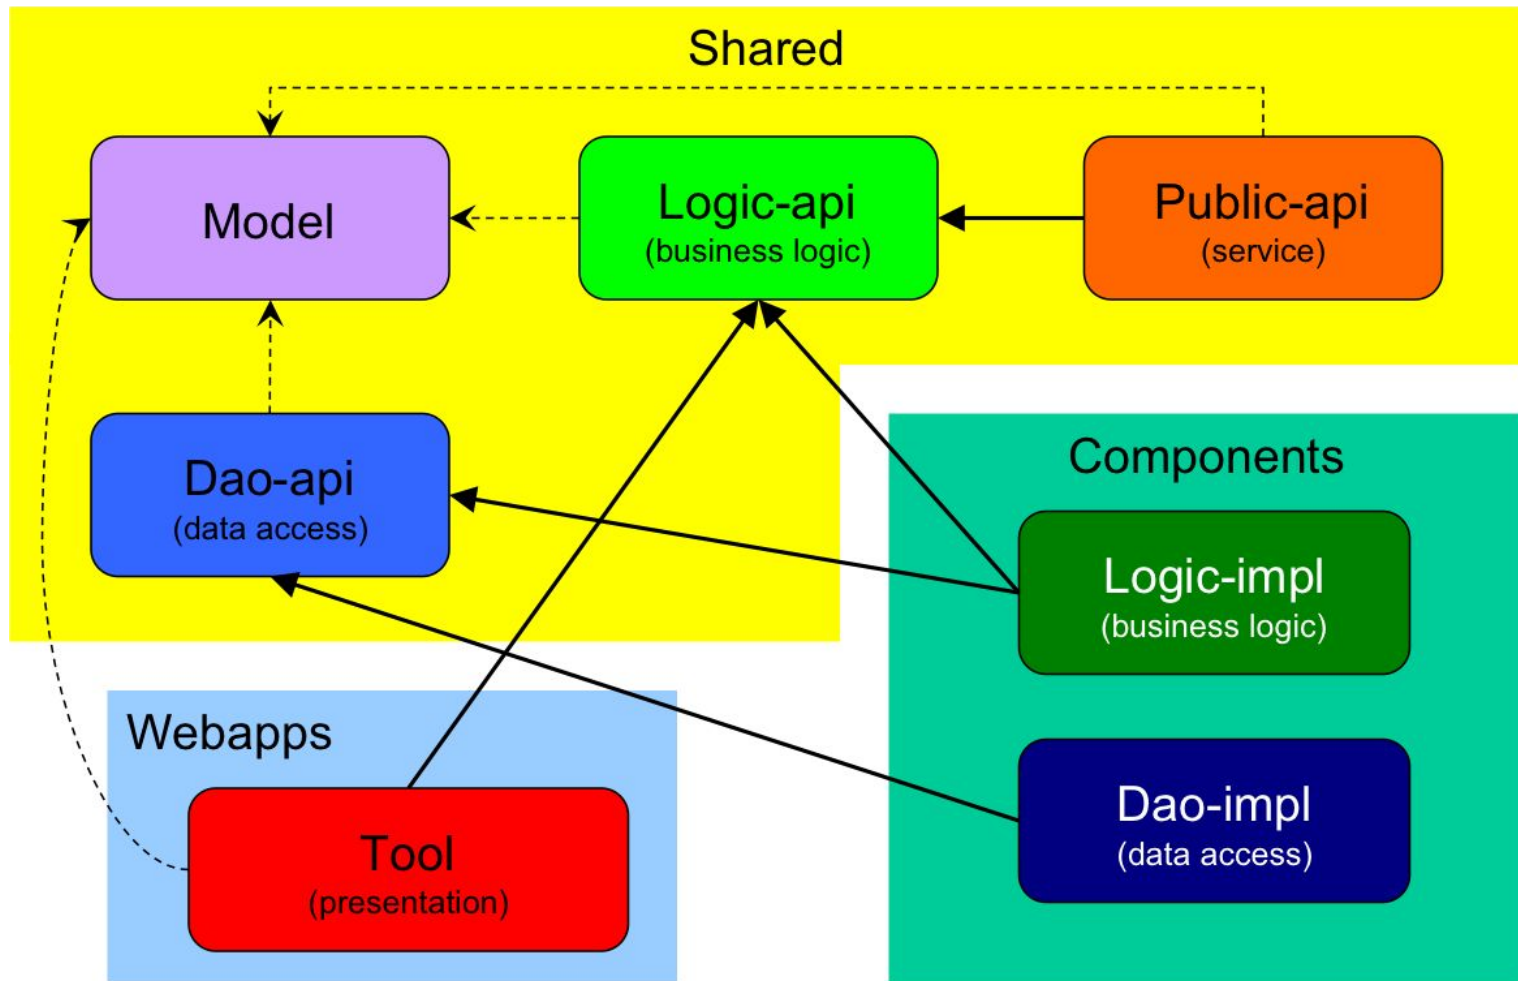 Shared
Model
Logic-api
(business logic)
Public-api
(service)
Dao-api
(data access)
Components
Logic-impl
(business logic)
Webapps
Dao-impl
(data access)
Tool
(presentation)